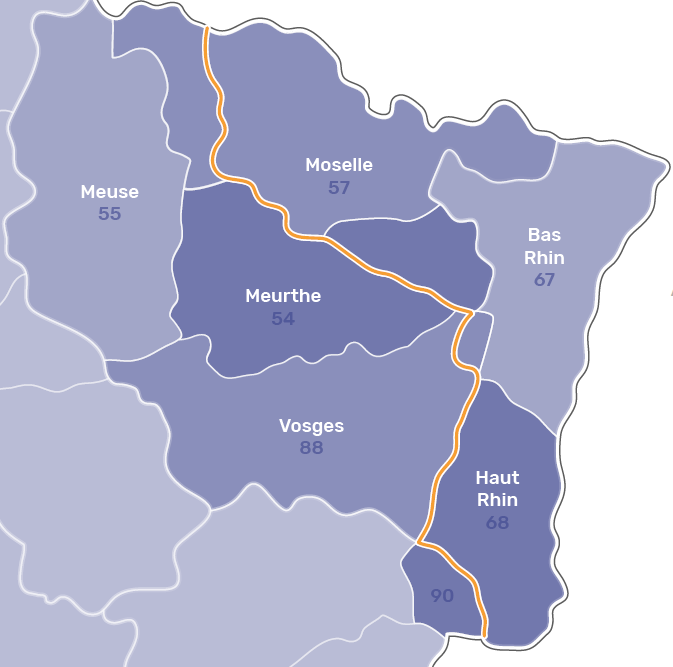 Moselle
57
Meuse
55
Bas
Rhin
67
Meurthe
54
Vosges
88
Haut
Rhin
68
90